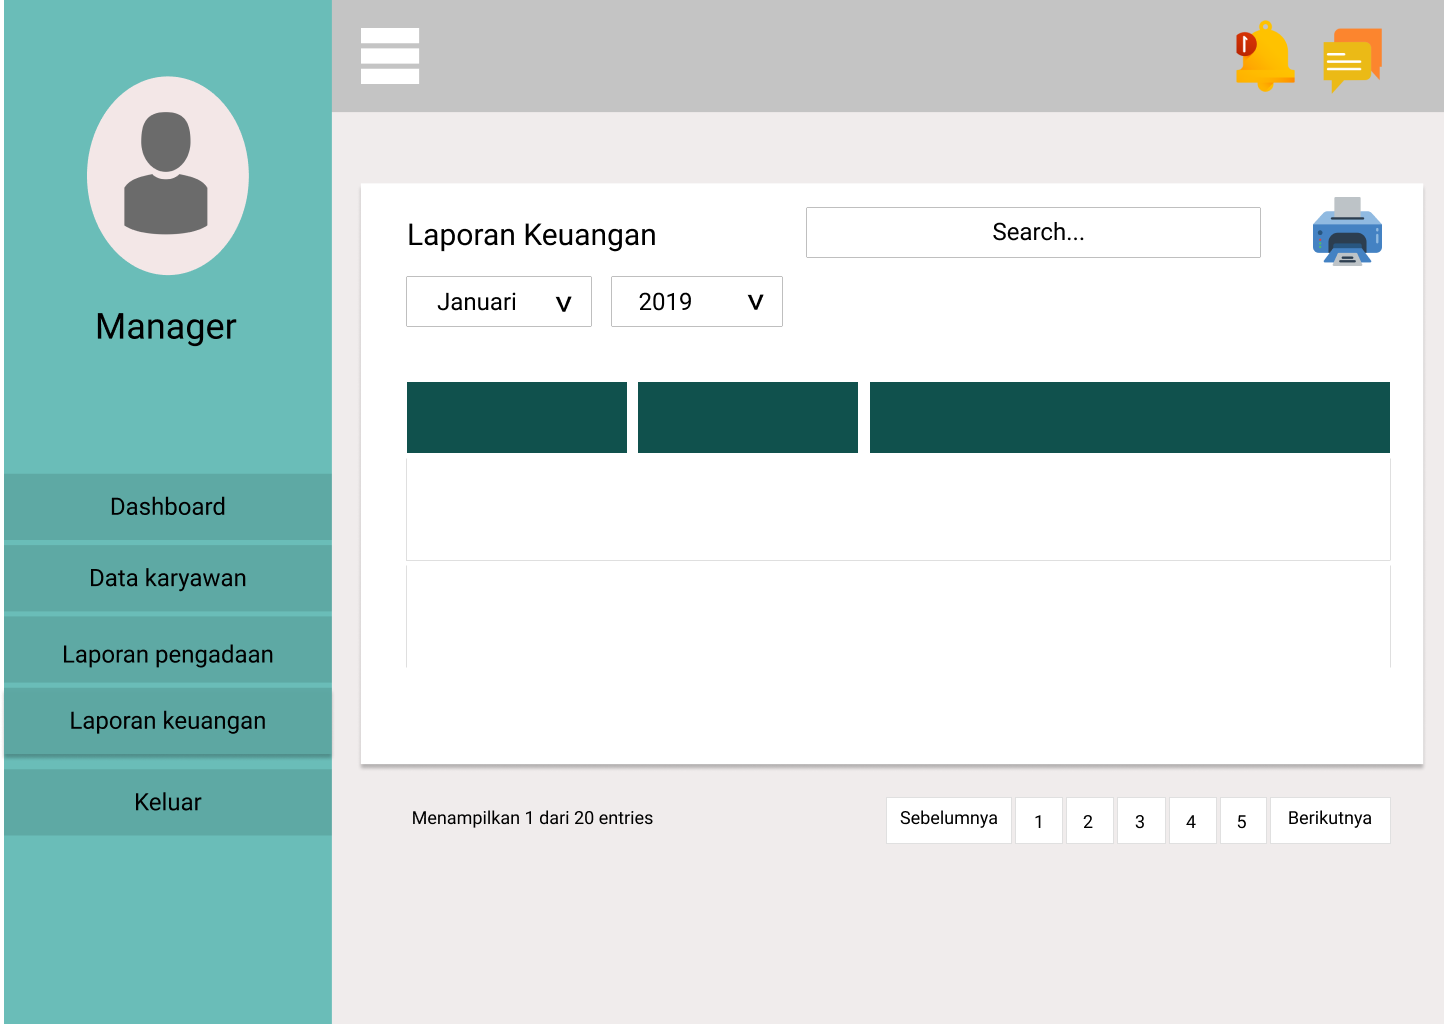 Manager
Dashboard
Data karyawan
Laporan pengadaan
Laporan keuangan
Keluar
1
Laporan Keuangan
Search...
Januari V
2019 V
Menampilkan 1 dari 20 entries
Sebelumnya 1 2 3 4 5 Berikutnya